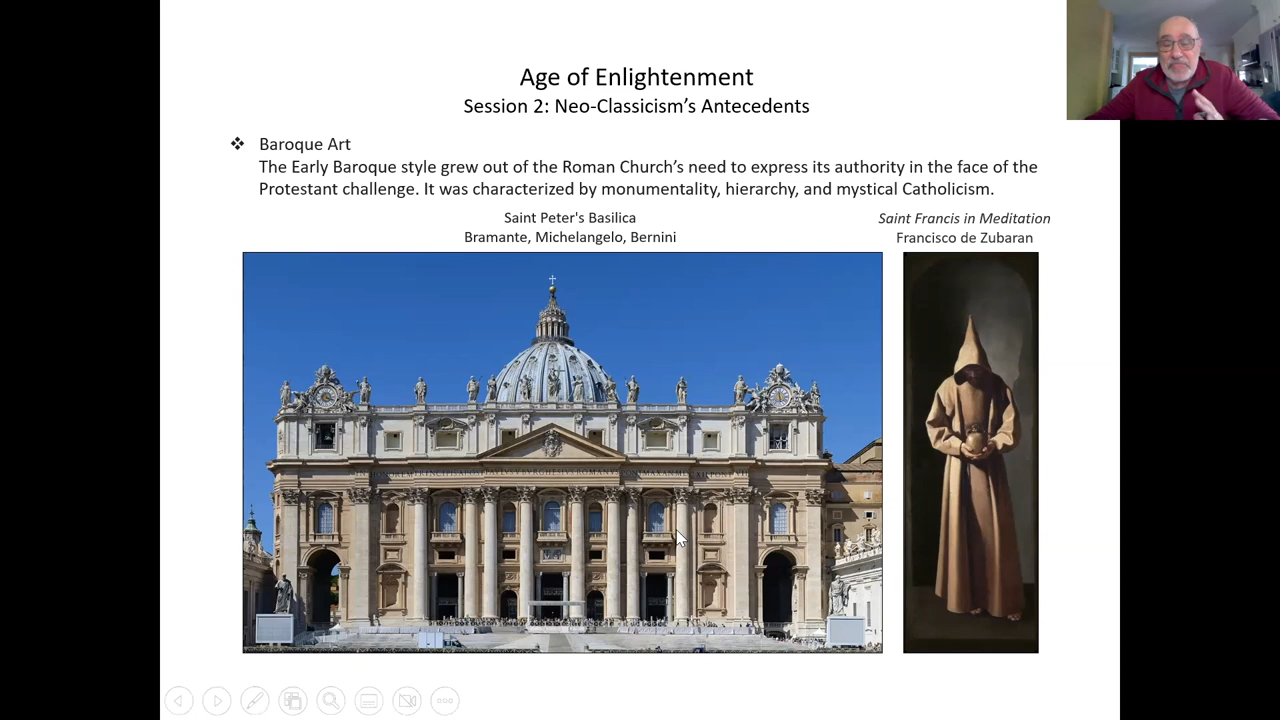 Age of Enlightenment
Session 2: Neo-Classicism’s Antecedents
❖ Baroque Art
The Early Baroque style grew out of the Roman Church’s need to express its authority in the face of the
Protestant challenge. It was characterized by monumentality, hierarchy, and mystical Catholicism.
Saint Peter's Basilica
Bramante, Michelangelo, Bernini
Saint Francis in Meditation
Francisco de Zubaran